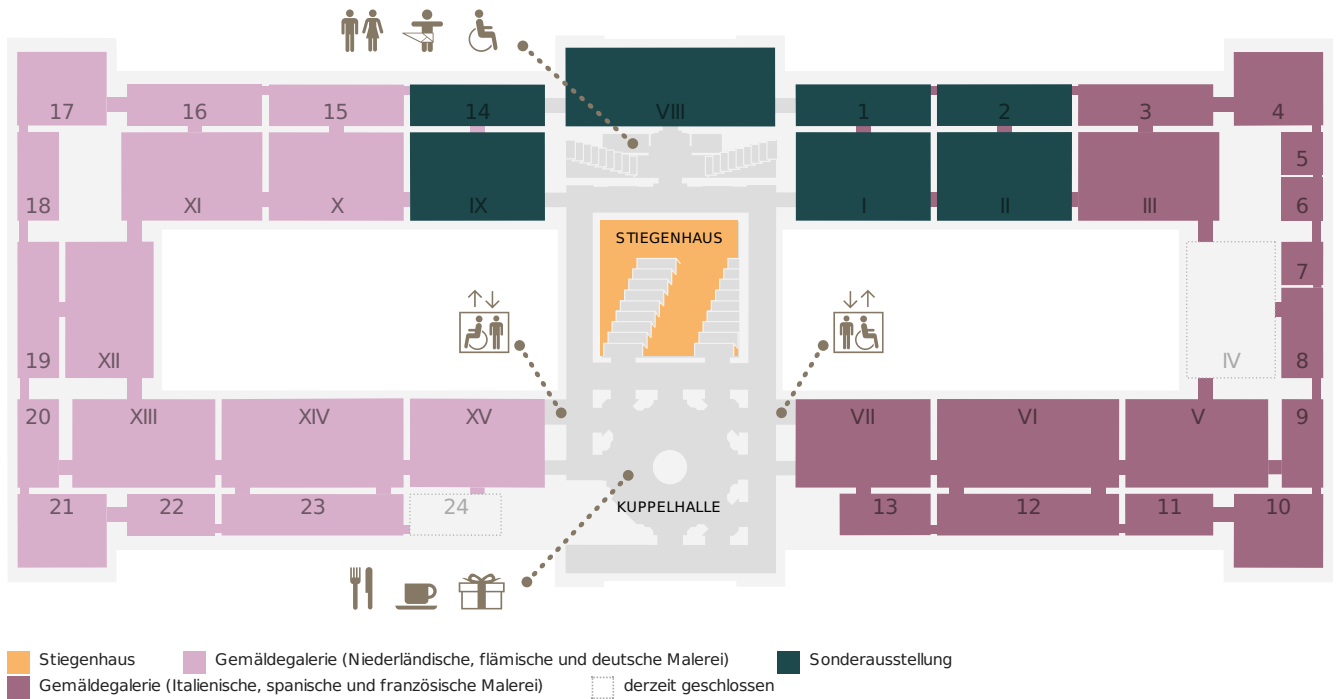 17
16
15
14
VIII
1
2
3
4
5
18
XI
X
IX
I
II
III
6
STIEGENHAUS
7
19
XII
IV
8
20
XIII
XIV
XV
VII
VI
V
9
21
22
23
24
KUPPELHALLE
13
12
11
10
Stiegenhaus
Gemäldegalerie (Niederländische, flämische und deutsche Malerei)
Sonderausstellung
Gemäldegalerie (Italienische, spanische und französische Malerei)
derzeit geschlossen